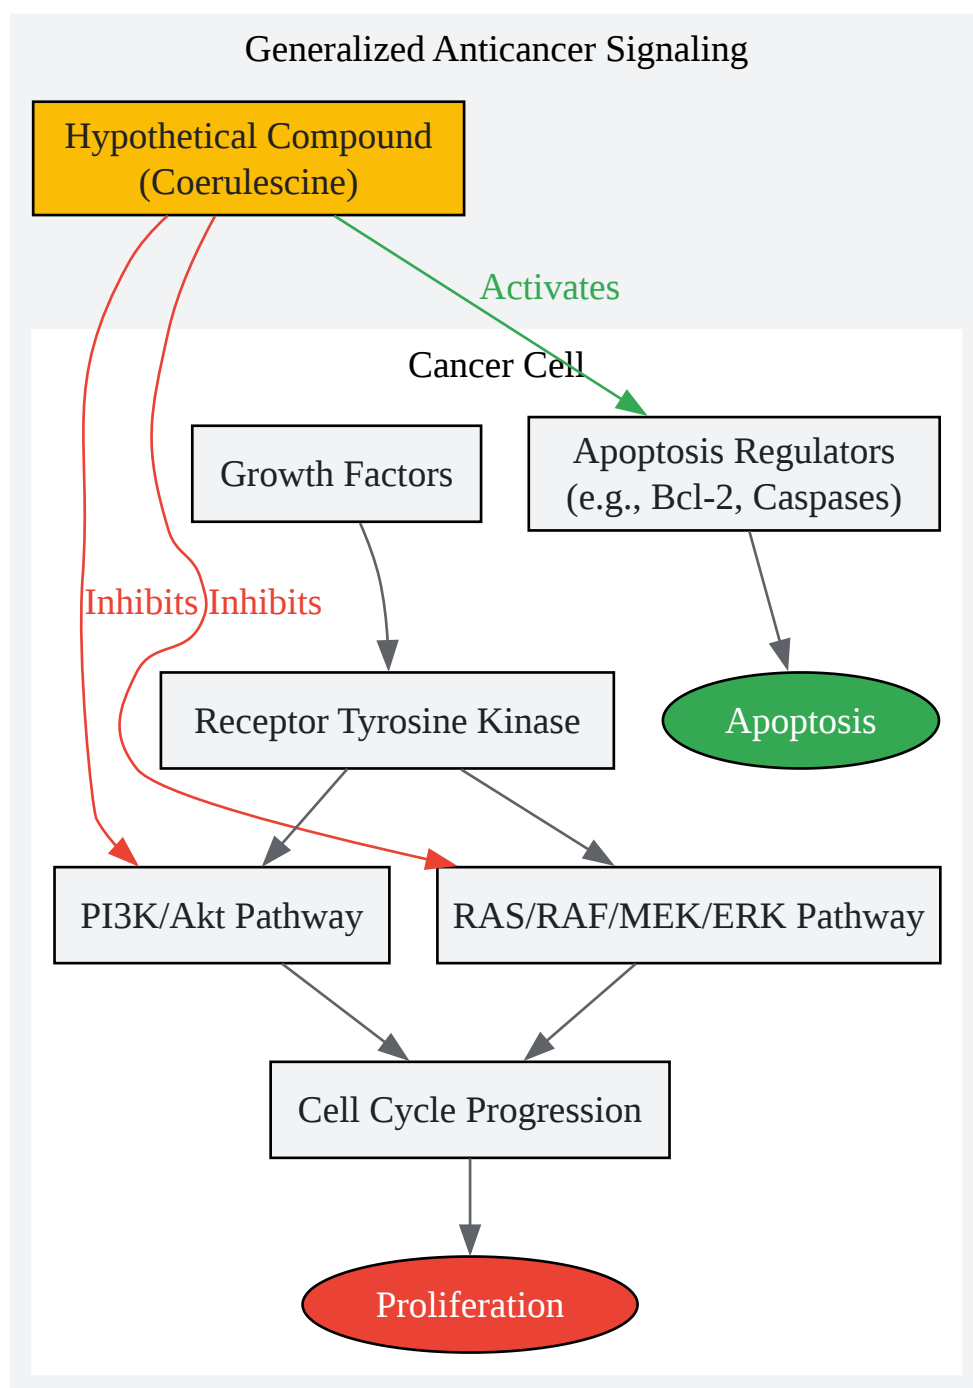 Generalized Anticancer Signaling
Hypothetical Compound
(Coerulescine)
Activates
Cancer Cell
Growth Factors
Apoptosis Regulators
(e.g., Bcl-2, Caspases)
Inhibits
Inhibits
Receptor Tyrosine Kinase
Apoptosis
PI3K/Akt Pathway
RAS/RAF/MEK/ERK Pathway
Cell Cycle Progression
Proliferation